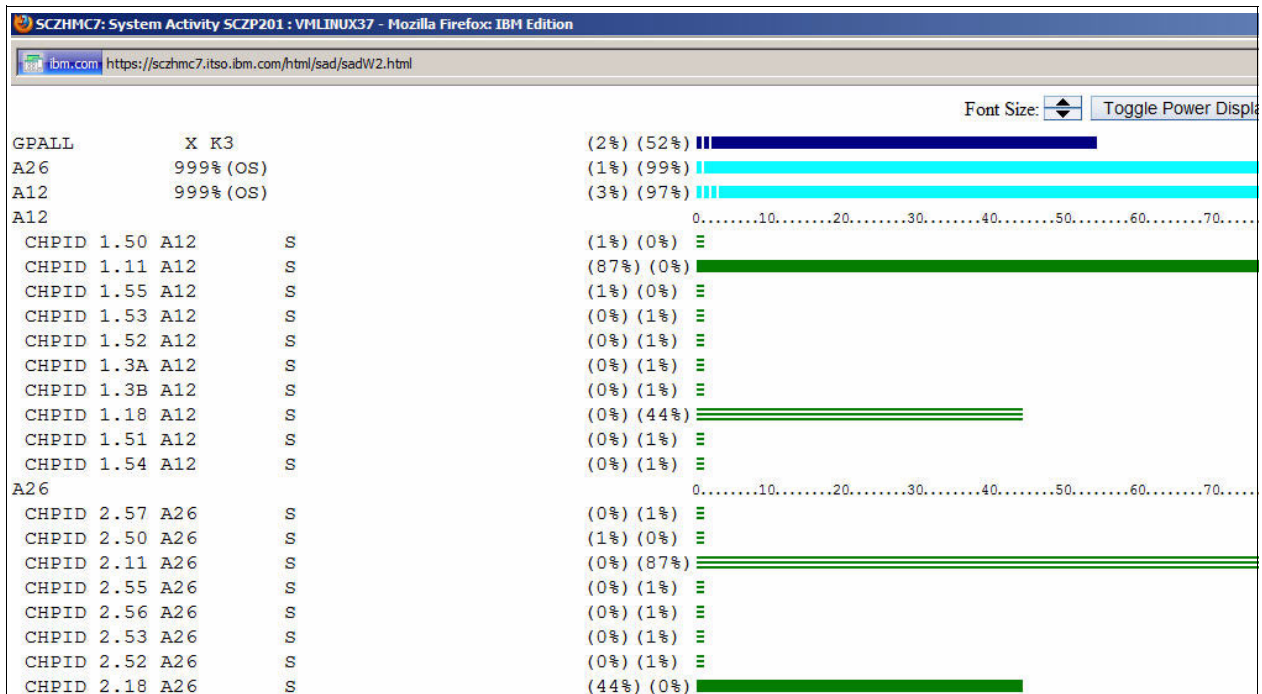 SCZHMC7: System Activity SCZP201 : VMLINUX37 - Mozilla Firefox: IBM Edition
ibm.com https://sczhmc7.itso.ibm.com/html/sad/sadW2.html
Font Size: Toggle Power Displa
GPALL X K3 (2%)(52%)
A26 999%(OS) (1%)(99%)
A12 999%(OS) (3%)(97%)
A12 0........10........20........30........40........50........60........70.....
CHPID 1.50 A12 S (1%)(0%)
CHPID 1.11 A12 S (87%)(0%)
CHPID 1.55 A12 S (1%)(0%)
CHPID 1.53 A12 S (0%)(1%)
CHPID 1.52 A12 S (0%)(1%)
CHPID 1.3A A12 S (0%)(1%)
CHPID 1.3B A12 S (0%)(1%)
CHPID 1.18 A12 S (0%)(44%)
CHPID 1.51 A12 S (0%)(1%)
CHPID 1.54 A12 S (0%)(1%)
A26 0........10........20........30........40........50........60........70.....
CHPID 2.57 A26 S (0%)(1%)
CHPID 2.50 A26 S (1%)(0%)
CHPID 2.11 A26 S (0%)(87%)
CHPID 2.55 A26 S (0%)(1%)
CHPID 2.56 A26 S (0%)(1%)
CHPID 2.53 A26 S (0%)(1%)
CHPID 2.52 A26 S (0%)(1%)
CHPID 2.18 A26 S (44%)(0%)